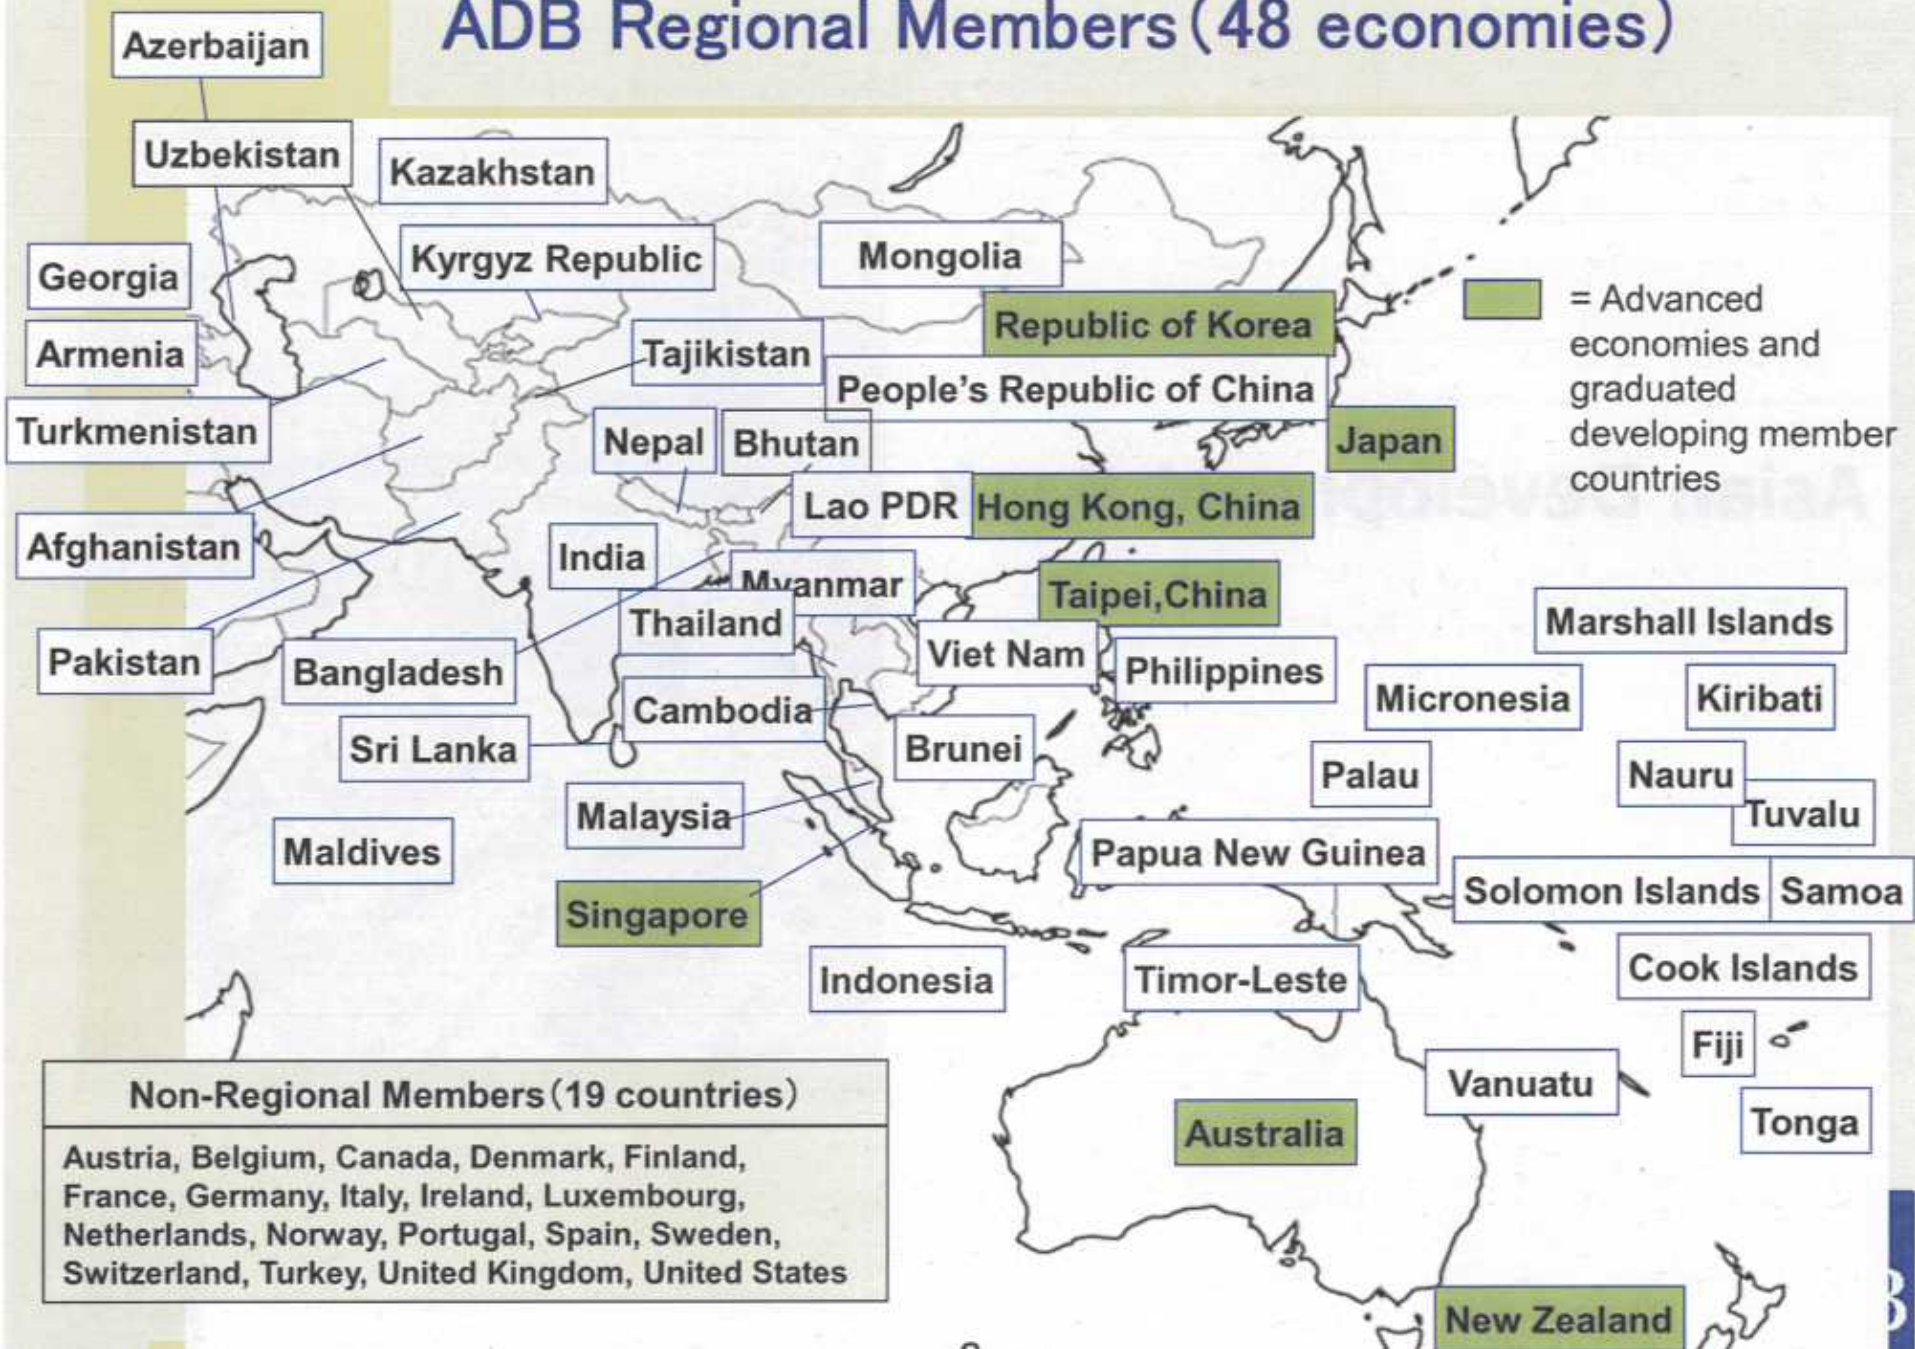 ADB Regional Members(48 economies)
Azerbaijan
Uzbekistan
Kazakhstan
Kyrgyz Republic
Mongolia
Georgia
Republic of Korea
= Advanced
economies and
graduated
developing member
countries
Armenia
Tajikistan
People's Republic of China
Turkmenistan
Nepal
Bhutan
Japan
Lao PDR
Hong Kong, China
Afghanistan
India
Myanmar
Taipei,China
Thailand
Marshall Islands
Pakistan
Bangladesh
Viet Nam
Philippines
Micronesia
Kiribati
Cambodia
Sri Lanka
Brunei
Palau
Nauru
Tuvalu
Malaysia
Maldives
Papua New Guinea
Solomon Islands
Samoa
Singapore
Indonesia
Timor-Leste
Cook Islands
Fiji
Vanuatu
Tonga
Australia
Non-Regional Members(19 countries)
Austria, Belgium, Canada, Denmark, Finland,
France, Germany, Italy, Ireland, Luxembourg,
Netherlands, Norway, Portugal, Spain, Sweden,
Switzerland, Turkey, United Kingdom, United States
New Zealand